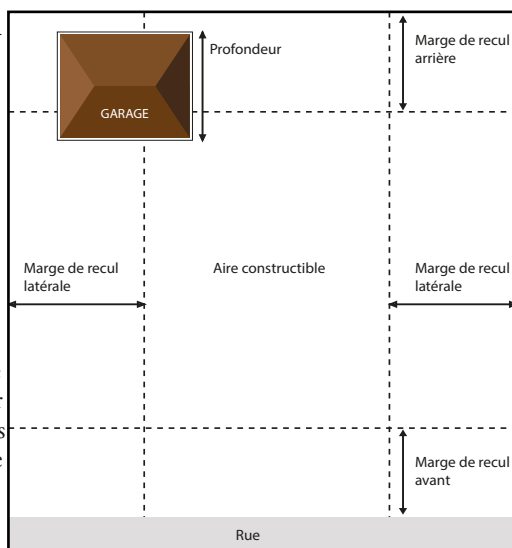 Profondeur
Marge de recul
arrière
GARAGE
Marge de recul
latérale
Aire constructible
Marge de recul
latérale
Marge de recul
avant
Rue